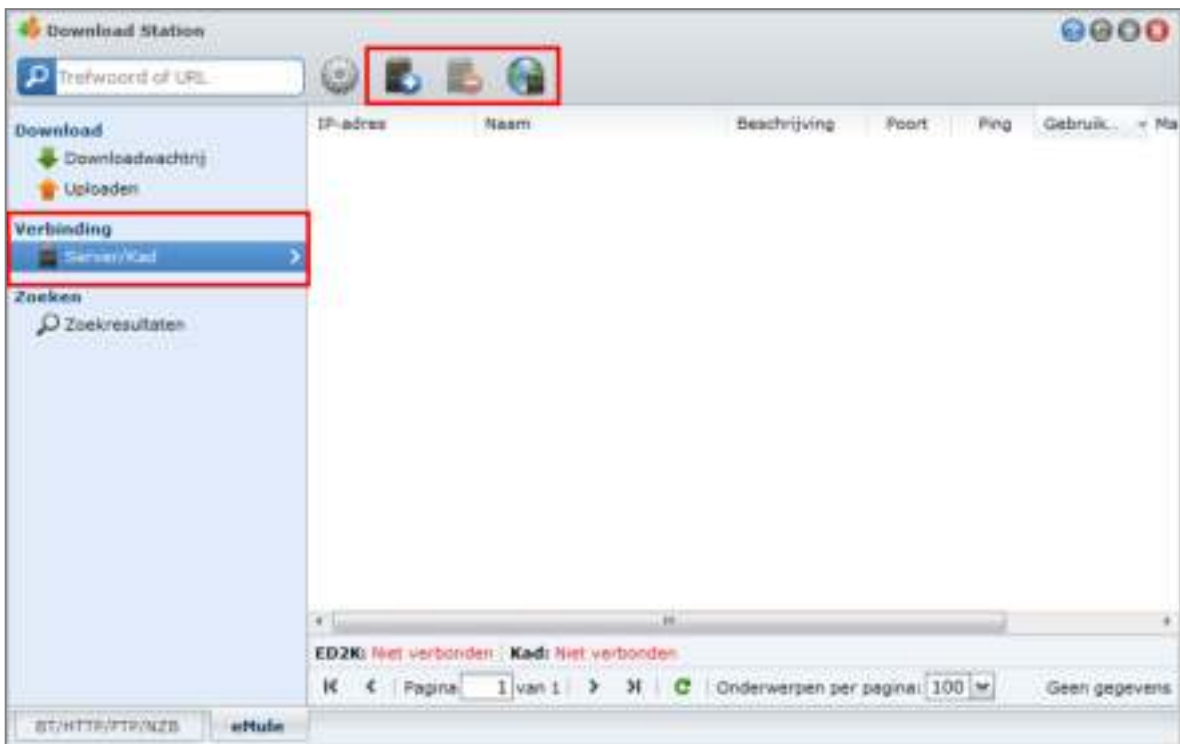 Download Station
Trefwoord of URL
IP-adres Naam Beschrijving Poort Ping Gebruik... Ma
Download
Downloadwachtrij
Uploaden
Verbinding
Server/Kad
Zoeken
Zoekresultaten
ED2K: Niet verbonden Kad: Niet verbonden
Pagina 1 van 1 Onderwerpen per pagina: 100 Geen gegevens
BT/HTTP/FTP/NZB eMule